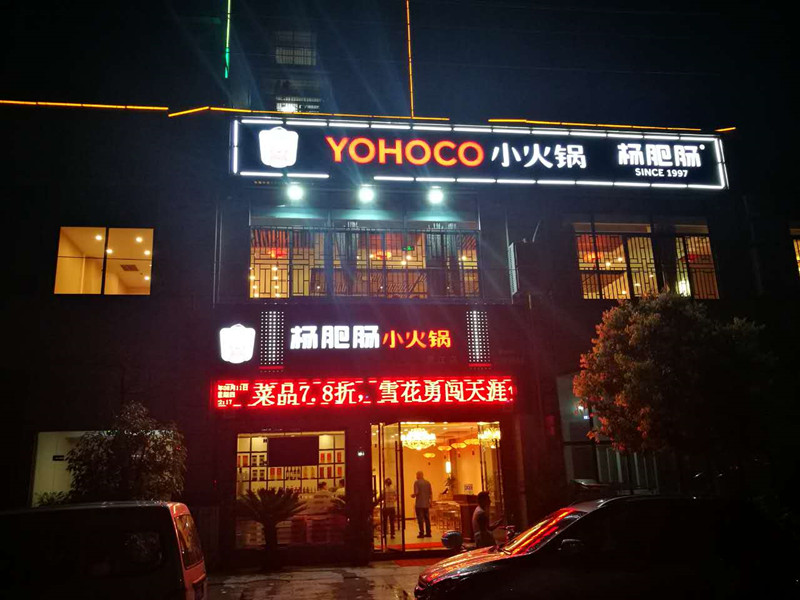 YOHOCO 小火锅 杨肥肠
SINCE 1997
杨肥肠小火锅
菜品7.8折,雪花勇闯天涯